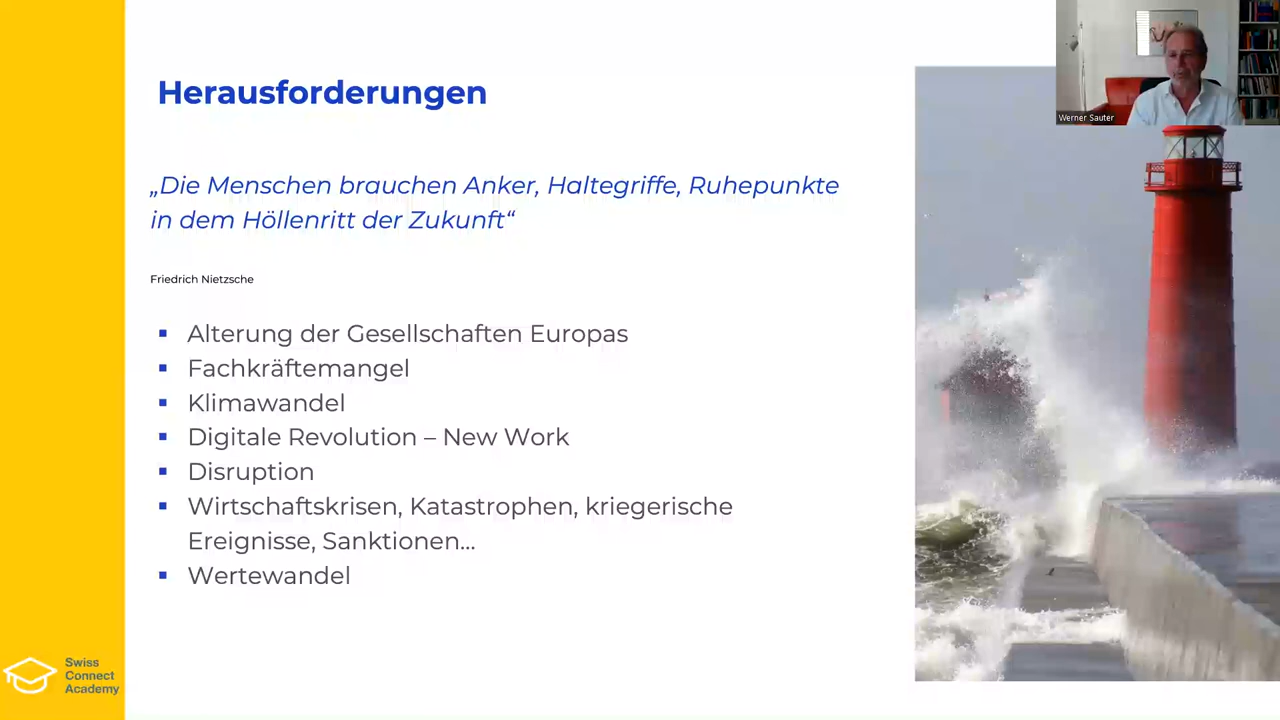 Herausforderungen
„Die Menschen brauchen Anker, Haltegriffe, Ruhepunkte
in dem Höllenritt der Zukunft“
Friedrich Nietzsche
▪ Alterung der Gesellschaften Europas
▪ Fachkräftemangel
▪ Klimawandel
▪ Digitale Revolution – New Work
▪ Disruption
▪ Wirtschaftskrisen, Katastrophen, kriegerische
Ereignisse, Sanktionen…
▪ Wertewandel
Werner Sauter
Swiss
Connect
Academy